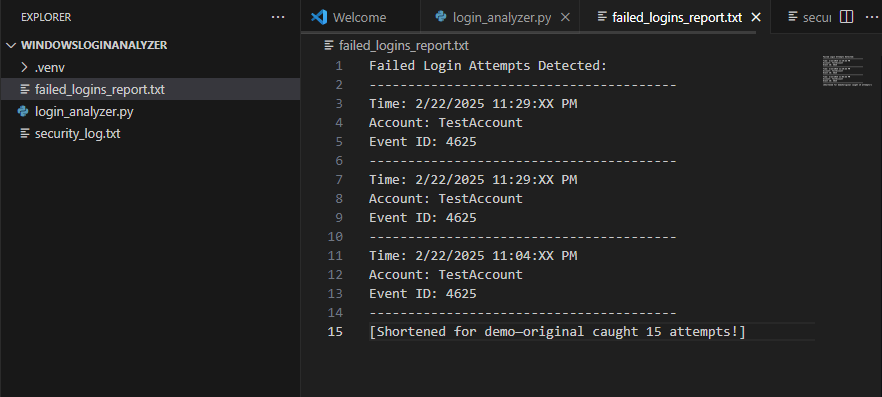 EXPLORER
WINDOWSLOGINANALYZER
.venv
failed_logins_report.txt
login_analyzer.py
security_log.txt
Welcome
login_analyzer.py
failed_logins_report.txt
secur
failed_logins_report.txt
1 Failed Login Attempts Detected:
2 ----------------------------------------
3 Time: 2/22/2025 11:29:XX PM
4 Account: TestAccount
5 Event ID: 4625
6 ----------------------------------------
7 Time: 2/22/2025 11:29:XX PM
8 Account: TestAccount
9 Event ID: 4625
10 ----------------------------------------
11 Time: 2/22/2025 11:04:XX PM
12 Account: TestAccount
13 Event ID: 4625
14 ----------------------------------------
15 [Shortened for demo—original caught 15 attempts!]